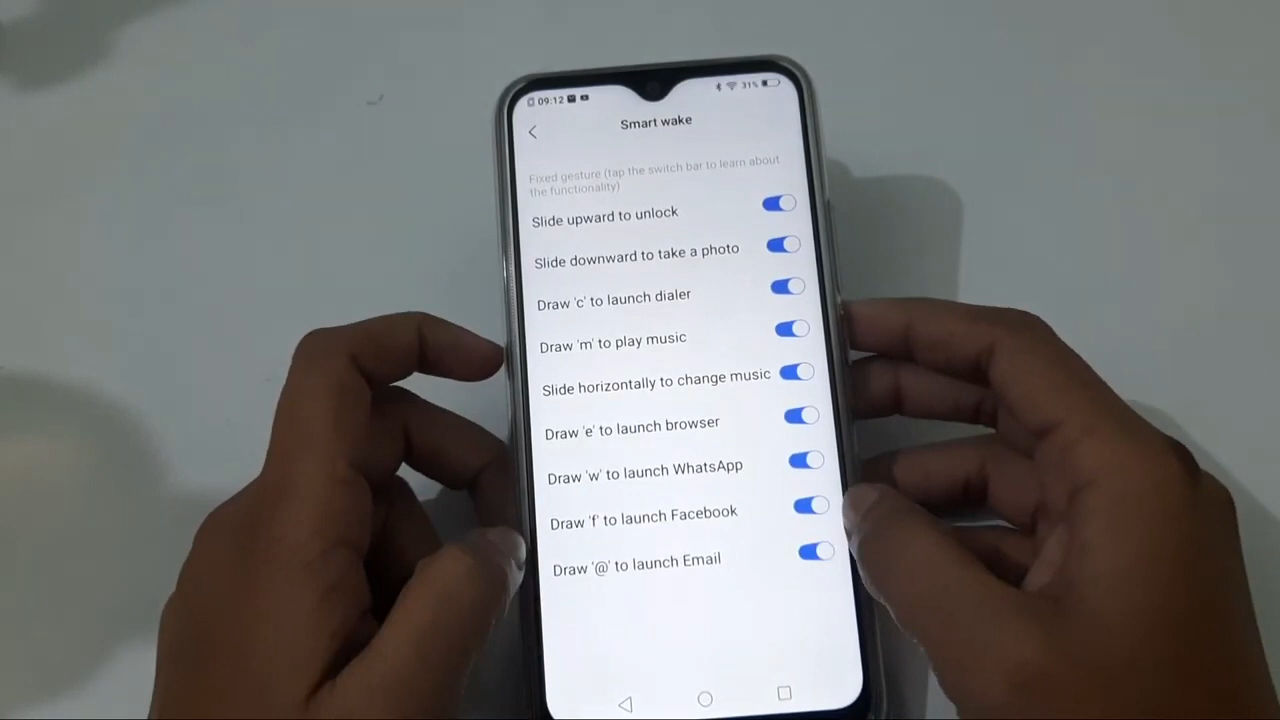 09:12
31%
Smart wake
Fixed gesture (tap the switch bar to learn about
the functionality)
Slide upward to unlock
Slide downward to take a photo
Draw 'c' to launch dialer
Draw 'm' to play music
Slide horizontally to change music
Draw 'e' to launch browser
Draw 'w' to launch WhatsApp
Draw 'f' to launch Facebook
Draw '@' to launch Email